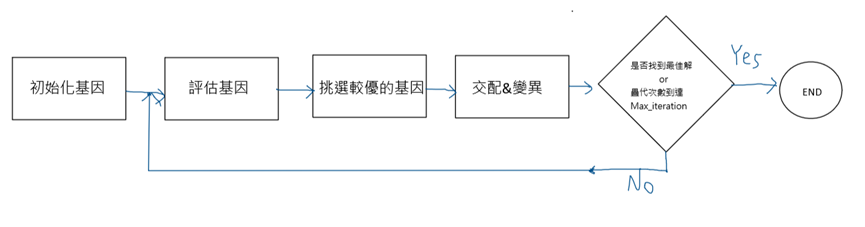 初始化基因
評估基因
挑選較優的基因
交配&變異
是否找到最佳解
or
疊代次數到達
Max_iteration
Yes
END
No